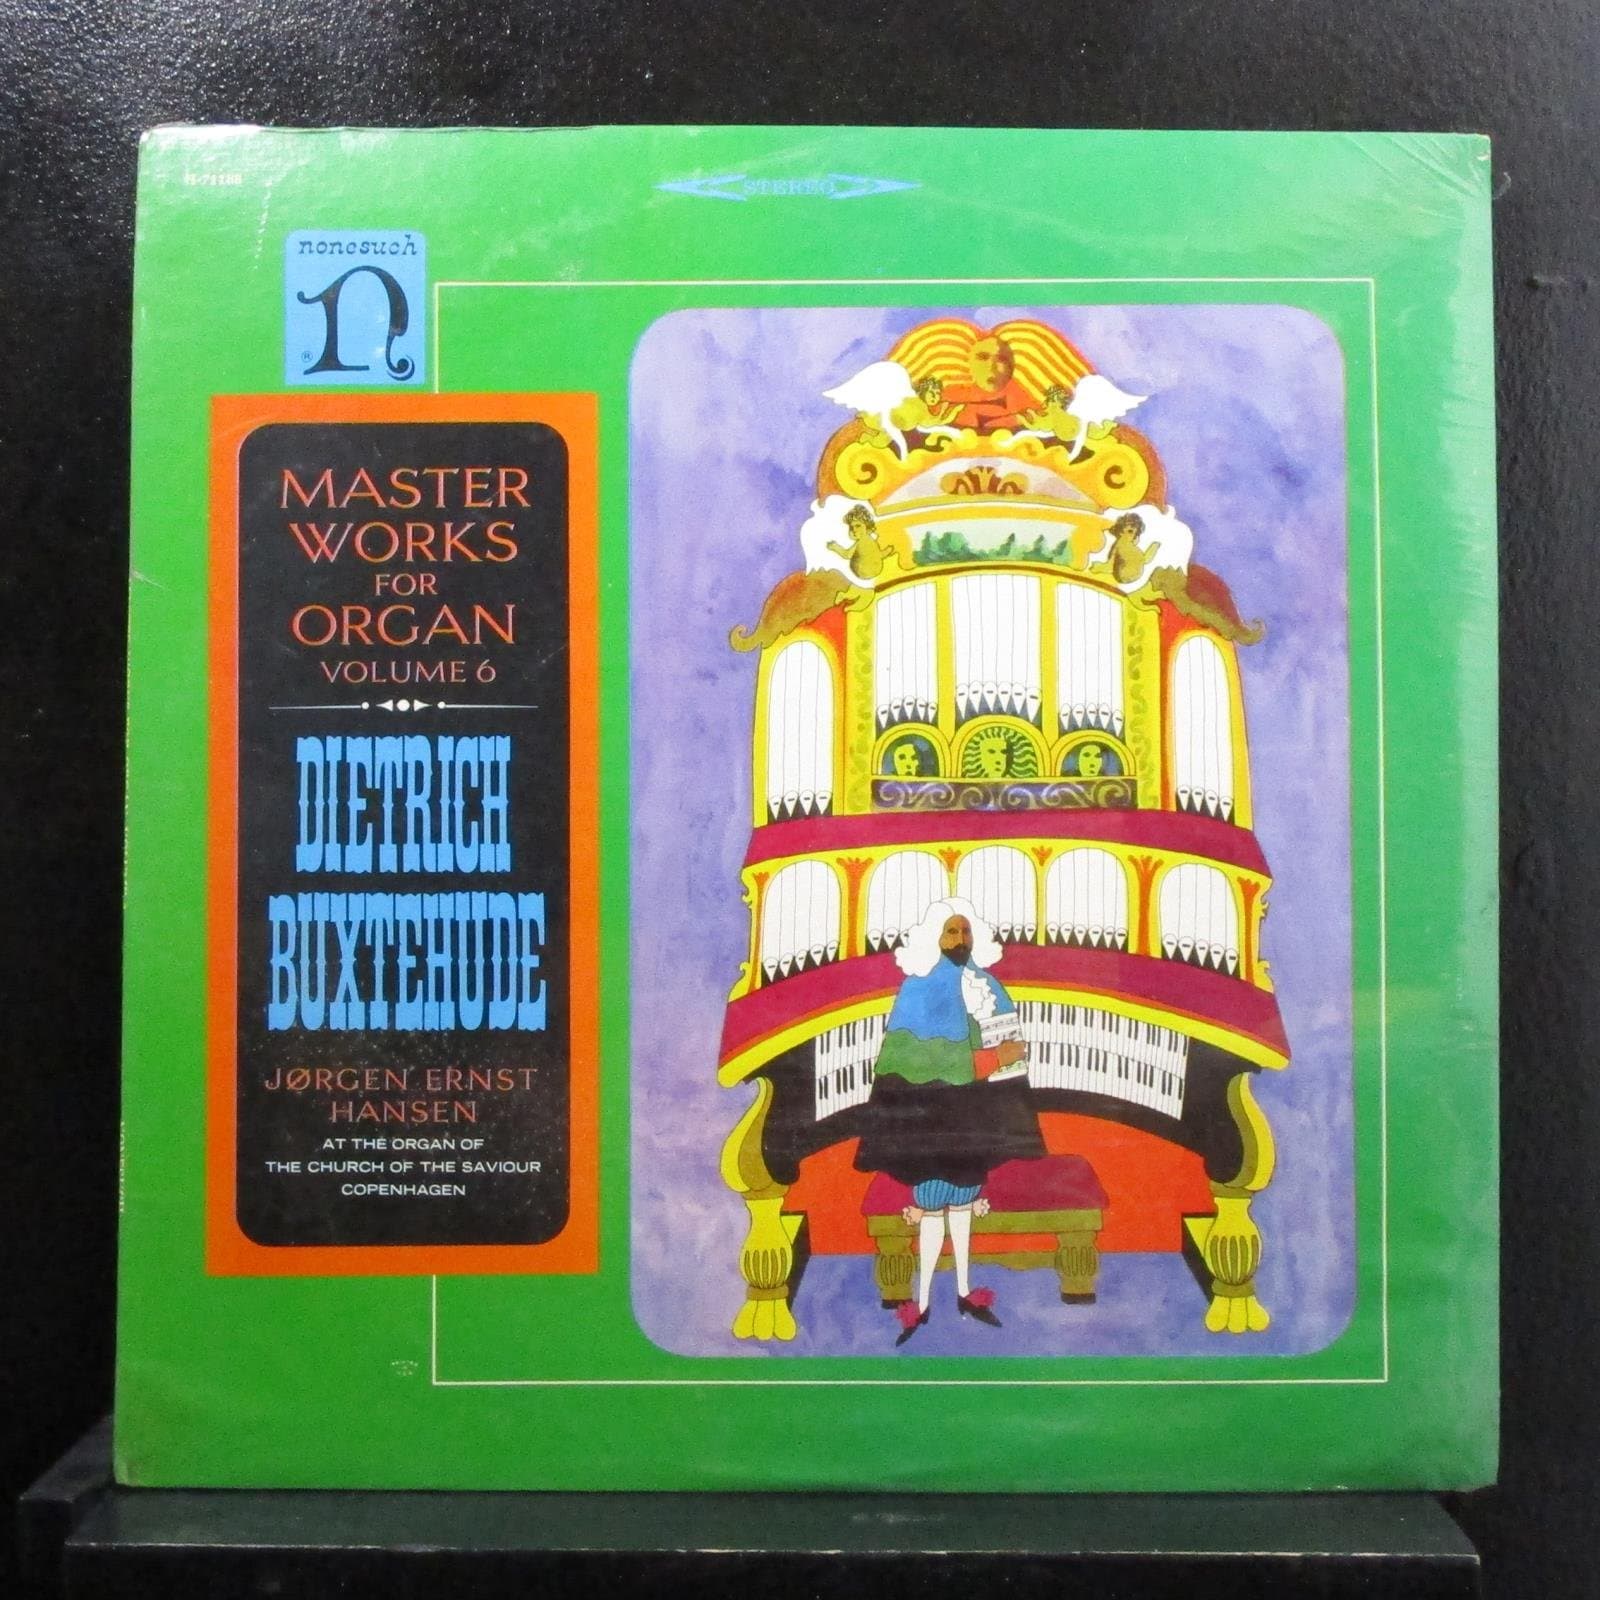 H-71188
STEREO
nonesuch
n
®
MASTER
WORKS
FOR
ORGAN
VOLUME 6
DIETRICH
BUXTEHUDE
JØRGEN ERNST
HANSEN
AT THE ORGAN OF
THE CHURCH OF THE SAVIOUR
COPENHAGEN